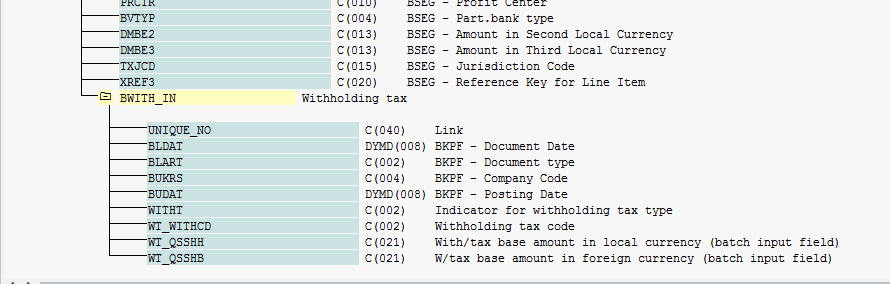 PRCTR C(010) BSEG - Profit Center
BVTYP C(004) BSEG - Part.bank type
DMBE2 C(013) BSEG - Amount in Second Local Currency
DMBE3 C(013) BSEG - Amount in Third Local Currency
TXJCD C(015) BSEG - Jurisdiction Code
XREF3 C(020) BSEG - Reference Key for Line Item
BWITH_IN Withholding tax
UNIQUE_NO C(040) Link
BLDAT DYMD(008) BKPF - Document Date
BLART C(002) BKPF - Document type
BUKRS C(004) BKPF - Company Code
BUDAT DYMD(008) BKPF - Posting Date
WITHT C(002) Indicator for withholding tax type
WT_WITHCD C(002) Withholding tax code
WT_QSSHH C(021) With/tax base amount in local currency (batch input field)
WT_QSSHB C(021) W/tax base amount in foreign currency (batch input field)